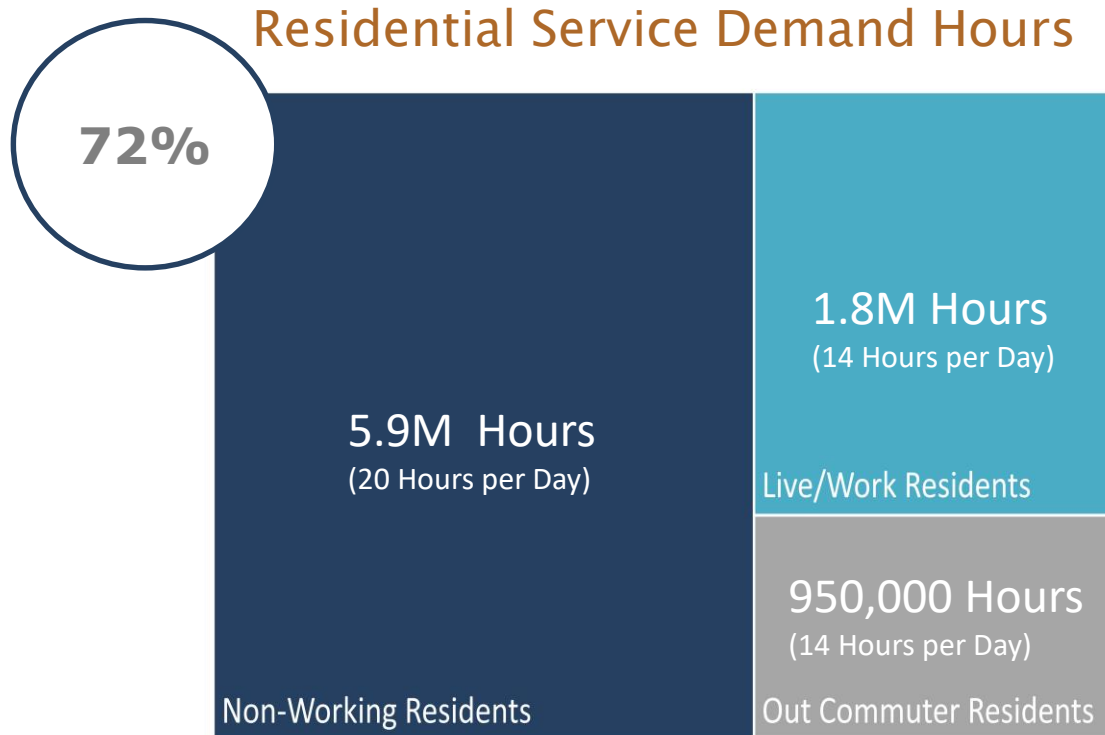 Residential Service Demand Hours
72%
5.9M  Hours
(20 Hours per Day)
Non-Working Residents
1.8M Hours
(14 Hours per Day)
Live/Work Residents
950,000 Hours
(14 Hours per Day)
Out Commuter Residents